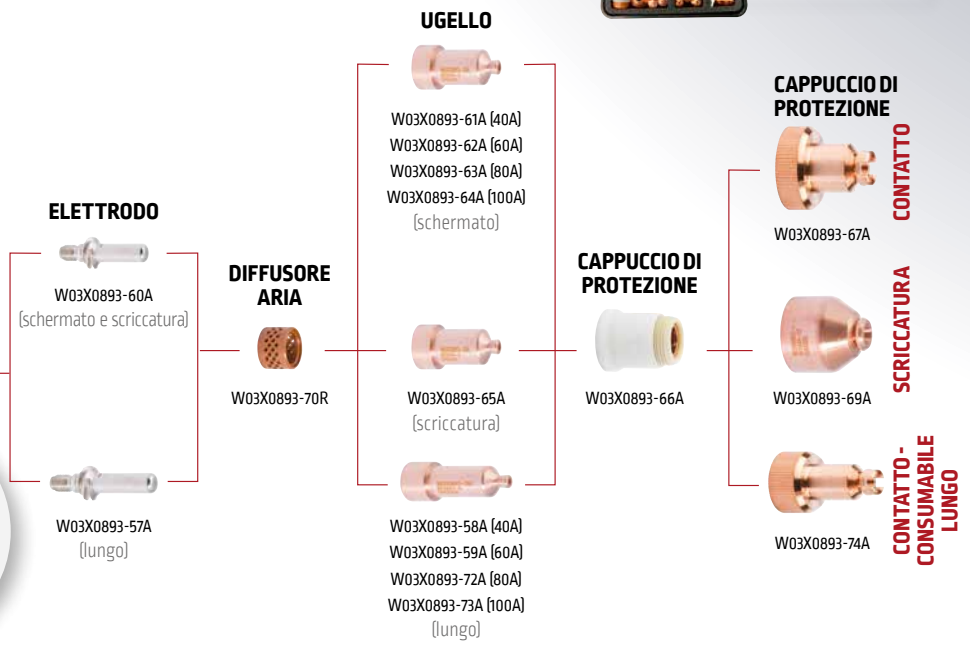 ELETTRODO
W03X0893-60A
(schermato e scriccatura)
W03X0893-57A
(lungo)
DIFFUSORE
ARIA
W03X0893-70R
UGELLO
W03X0893-61A (40A)
W03X0893-62A (60A)
W03X0893-63A (80A)
W03X0893-64A (100A)
(schermato)
W03X0893-65A
(scriccatura)
W03X0893-58A (40A)
W03X0893-59A (60A)
W03X0893-72A (80A)
W03X0893-73A (100A)
(lungo)
CAPPUCCIO DI
PROTEZIONE
W03X0893-66A
CAPPUCCIO DI
PROTEZIONE
CONTATTO
W03X0893-67A
SCRICCATURA
W03X0893-69A
CONTATTO -
CONSUMABILE
LUNGO
W03X0893-74A